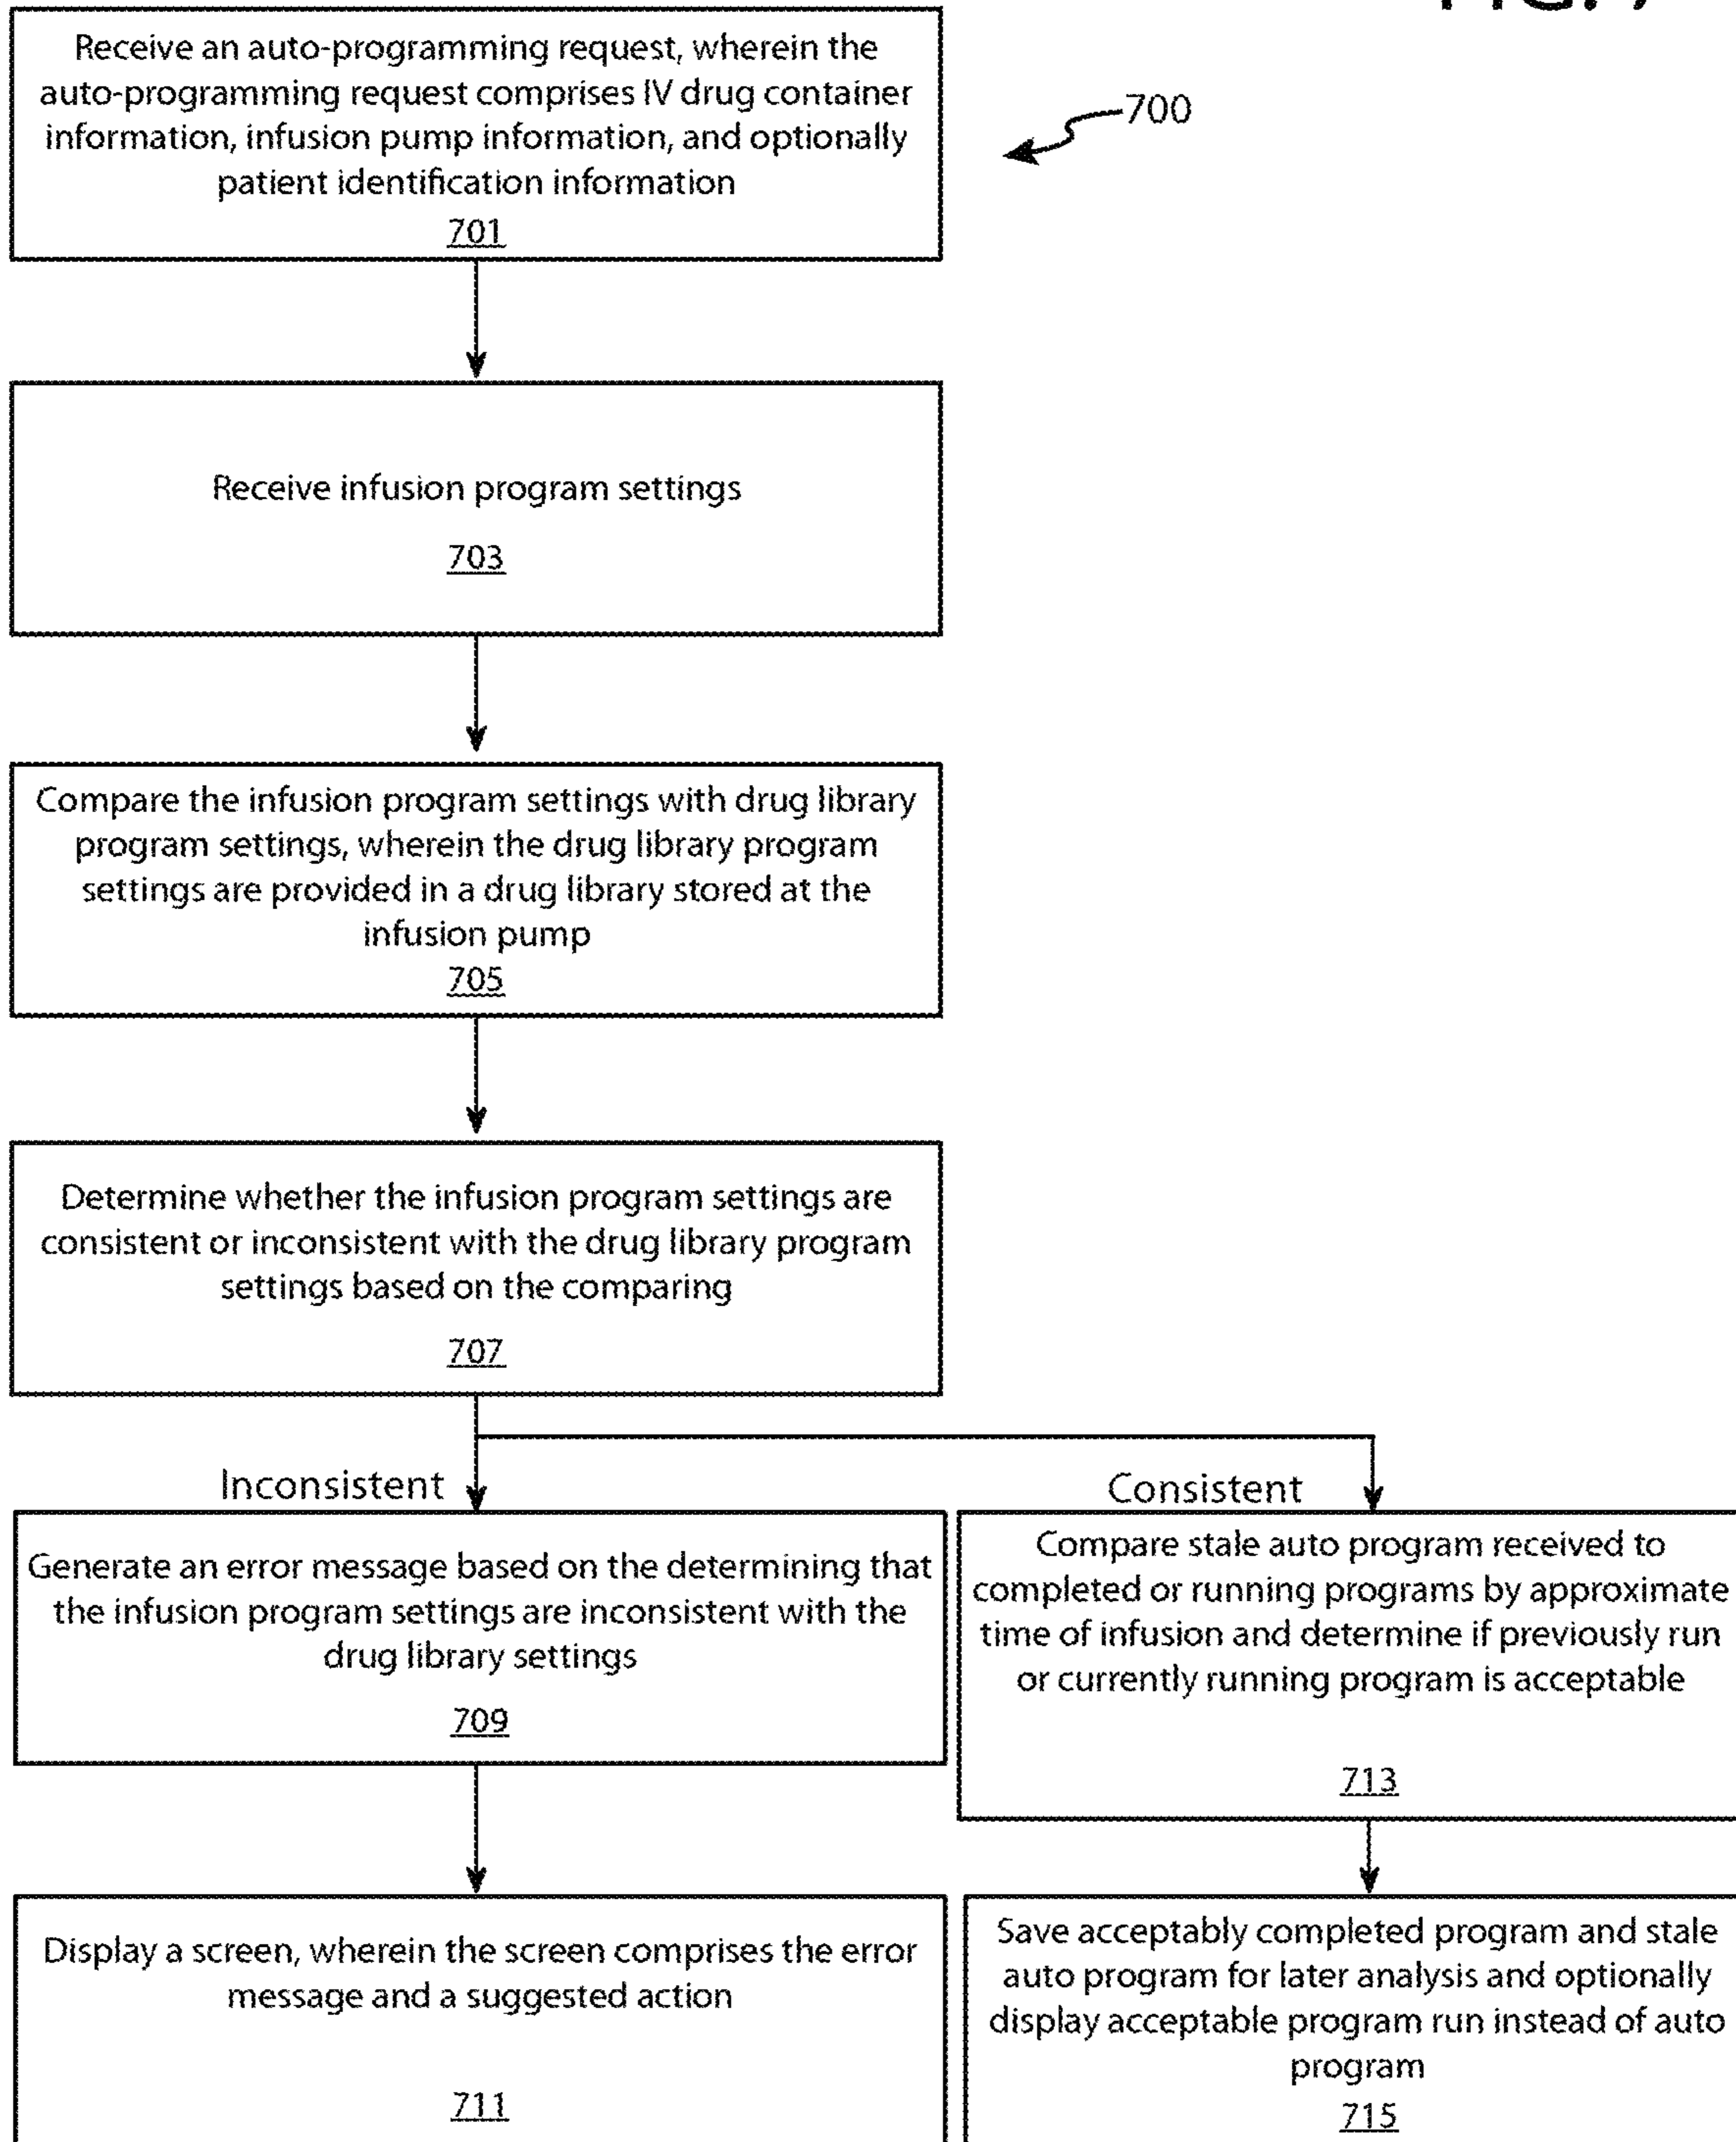 Receive an auto-programming request, wherein the
auto-programming request comprises IV drug container
information, infusion pump information, and optionally
patient identification information
701
700
Receive infusion program settings
703
Compare the infusion program settings with drug library
program settings, wherein the drug library program
settings are provided in a drug library stored at the
infusion pump
705
Determine whether the infusion program settings are
consistent or inconsistent with the drug library program
settings based on the comparing
707
Inconsistent
Generate an error message based on the determining that
the infusion program settings are inconsistent with the
drug library settings
709
Display a screen, wherein the screen comprises the error
message and a suggested action
711
Consistent
Compare stale auto program received to
completed or running programs by approximate
time of infusion and determine if previously run
or currently running program is acceptable
713
Save acceptably completed program and stale
auto program for later analysis and optionally
display acceptable program run instead of auto
program
715